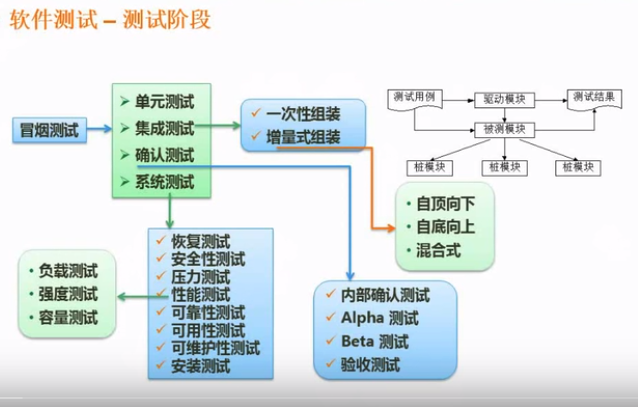 软件测试 – 测试阶段
冒烟测试
单元测试
集成测试
确认测试
系统测试
一次性组装
增量式组装
测试用例
驱动模块
测试结果
被测模块
桩模块
桩模块
桩模块
自顶向下
自底向上
混合式
恢复测试
安全性测试
压力测试
性能测试
可靠性测试
可用性测试
可维护性测试
安装测试
负载测试
强度测试
容量测试
内部确认测试
Alpha 测试
Beta 测试
验收测试